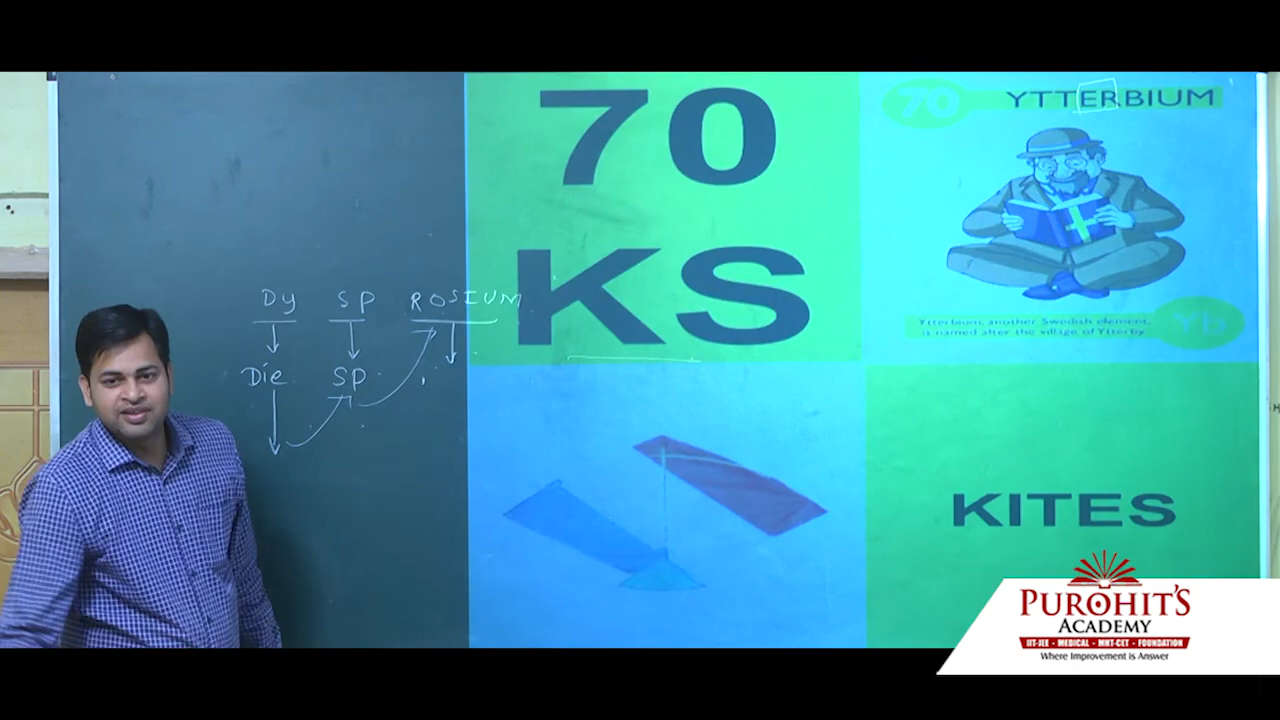 70
KS
70 YTTERBIUM
Ytterbium, another Swedish element,
is named after the village of Ytterby
Yb
Dy SP ROSIUM
Die SP
KITES
PUROHIT'S
ACADEMY
IIT-JEE - MEDICAL - MHT-CET - FOUNDATION
Where Improvement is Answer